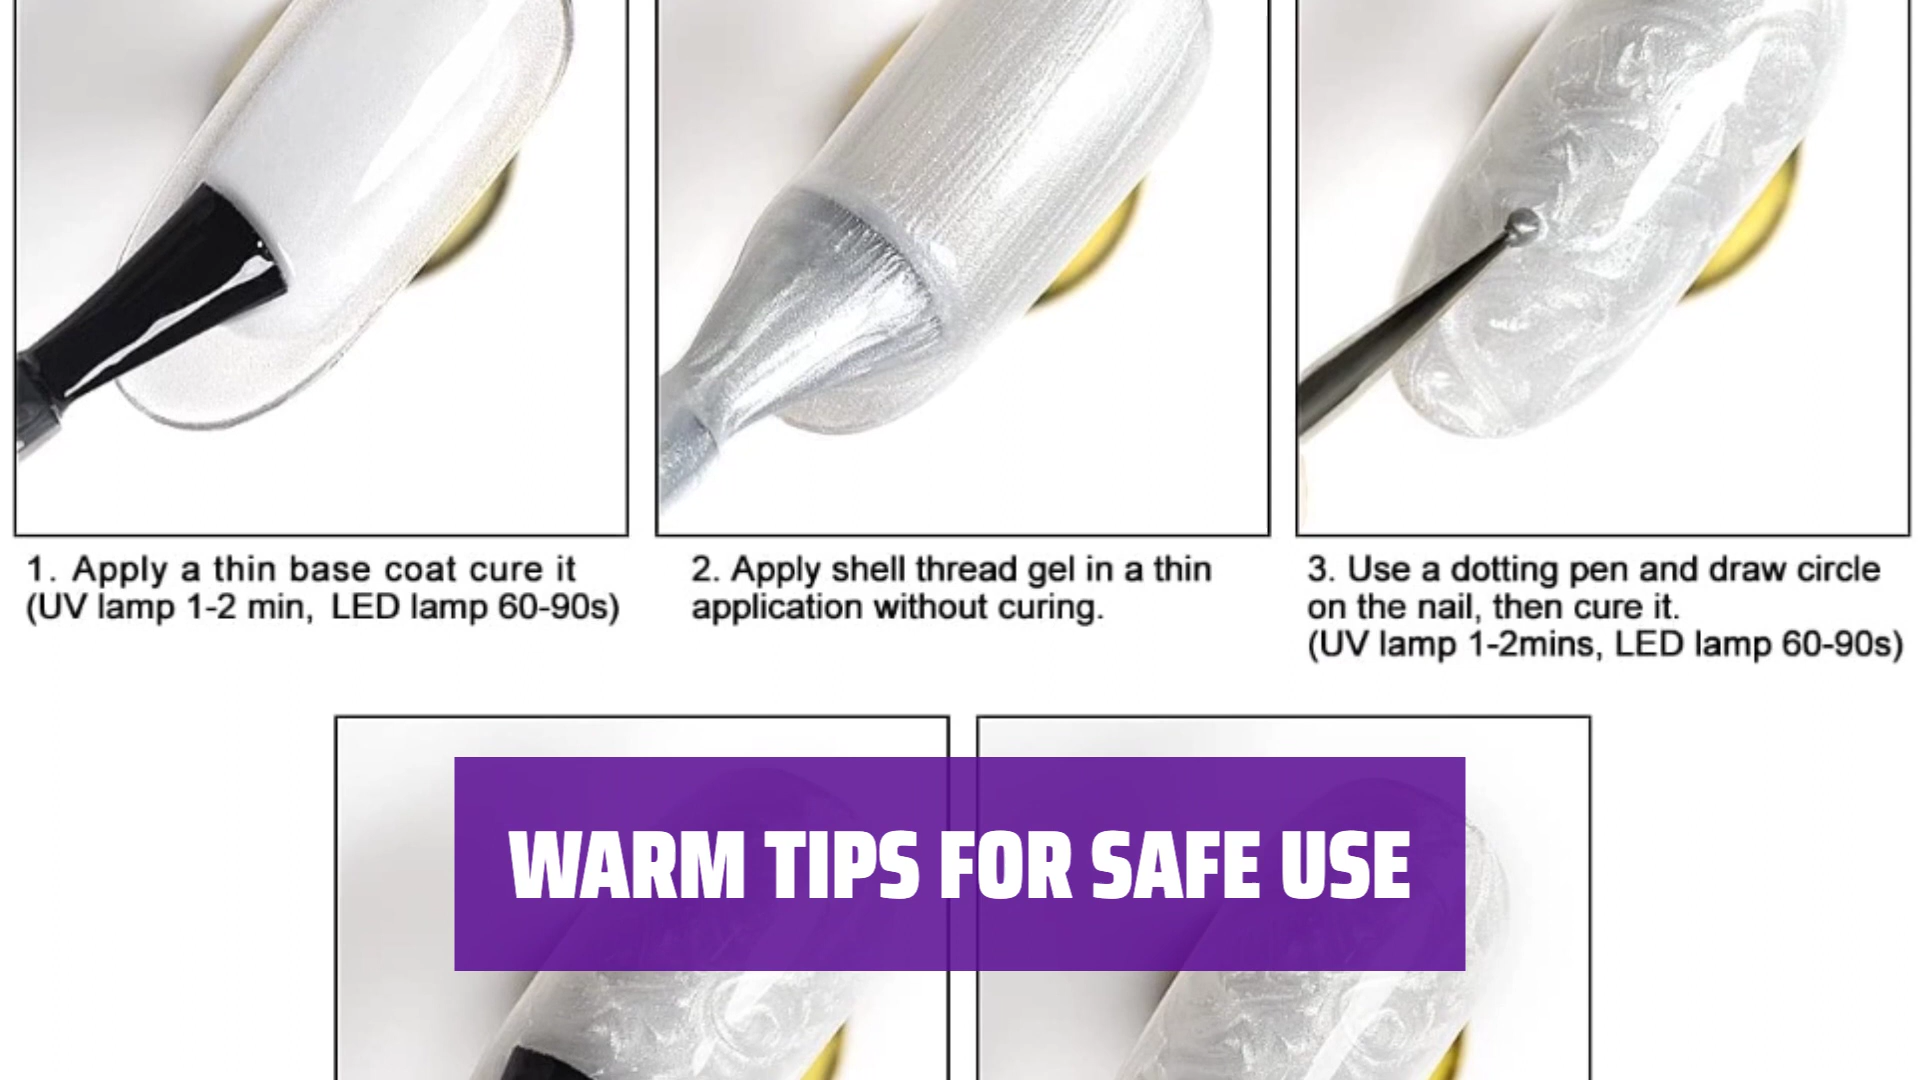 1. Apply a thin base coat cure it
(UV lamp 1-2 min, LED lamp 60-90s)
2. Apply shell thread gel in a thin
application without curing.
3. Use a dotting pen and draw circle
on the nail, then cure it.
(UV lamp 1-2mins, LED lamp 60-90s)
WARM TIPS FOR SAFE USE